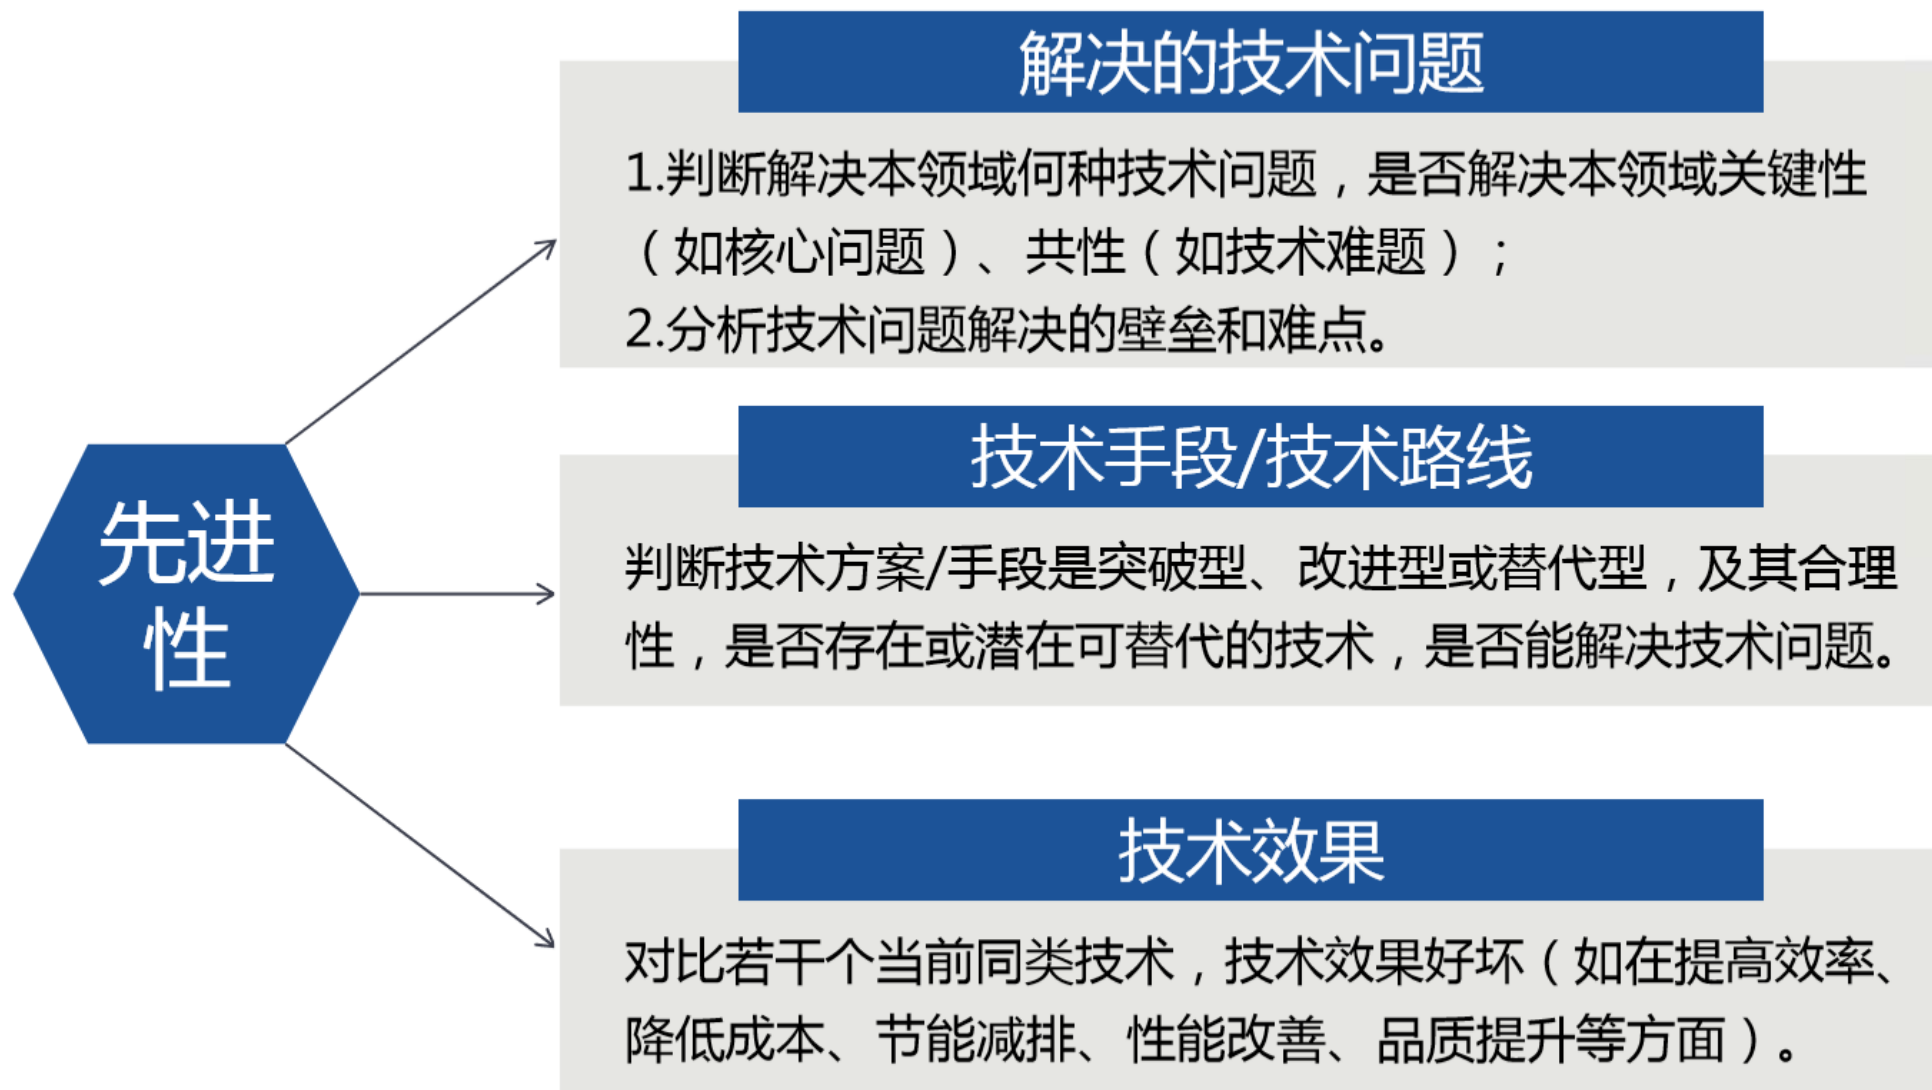 先进
性
解决的技术问题
1.判断解决本领域何种技术问题，是否解决本领域关键性
（如核心问题）、共性（如技术难题）；
2.分析技术问题解决的壁垒和难点。
技术手段/技术路线
判断技术方案/手段是突破型、改进型或替代型，及其合理
性，是否存在或潜在可替代的技术，是否能解决技术问题。
技术效果
对比若干个当前同类技术，技术效果好坏（如在提高效率、
降低成本、节能减排、性能改善、品质提升等方面）。